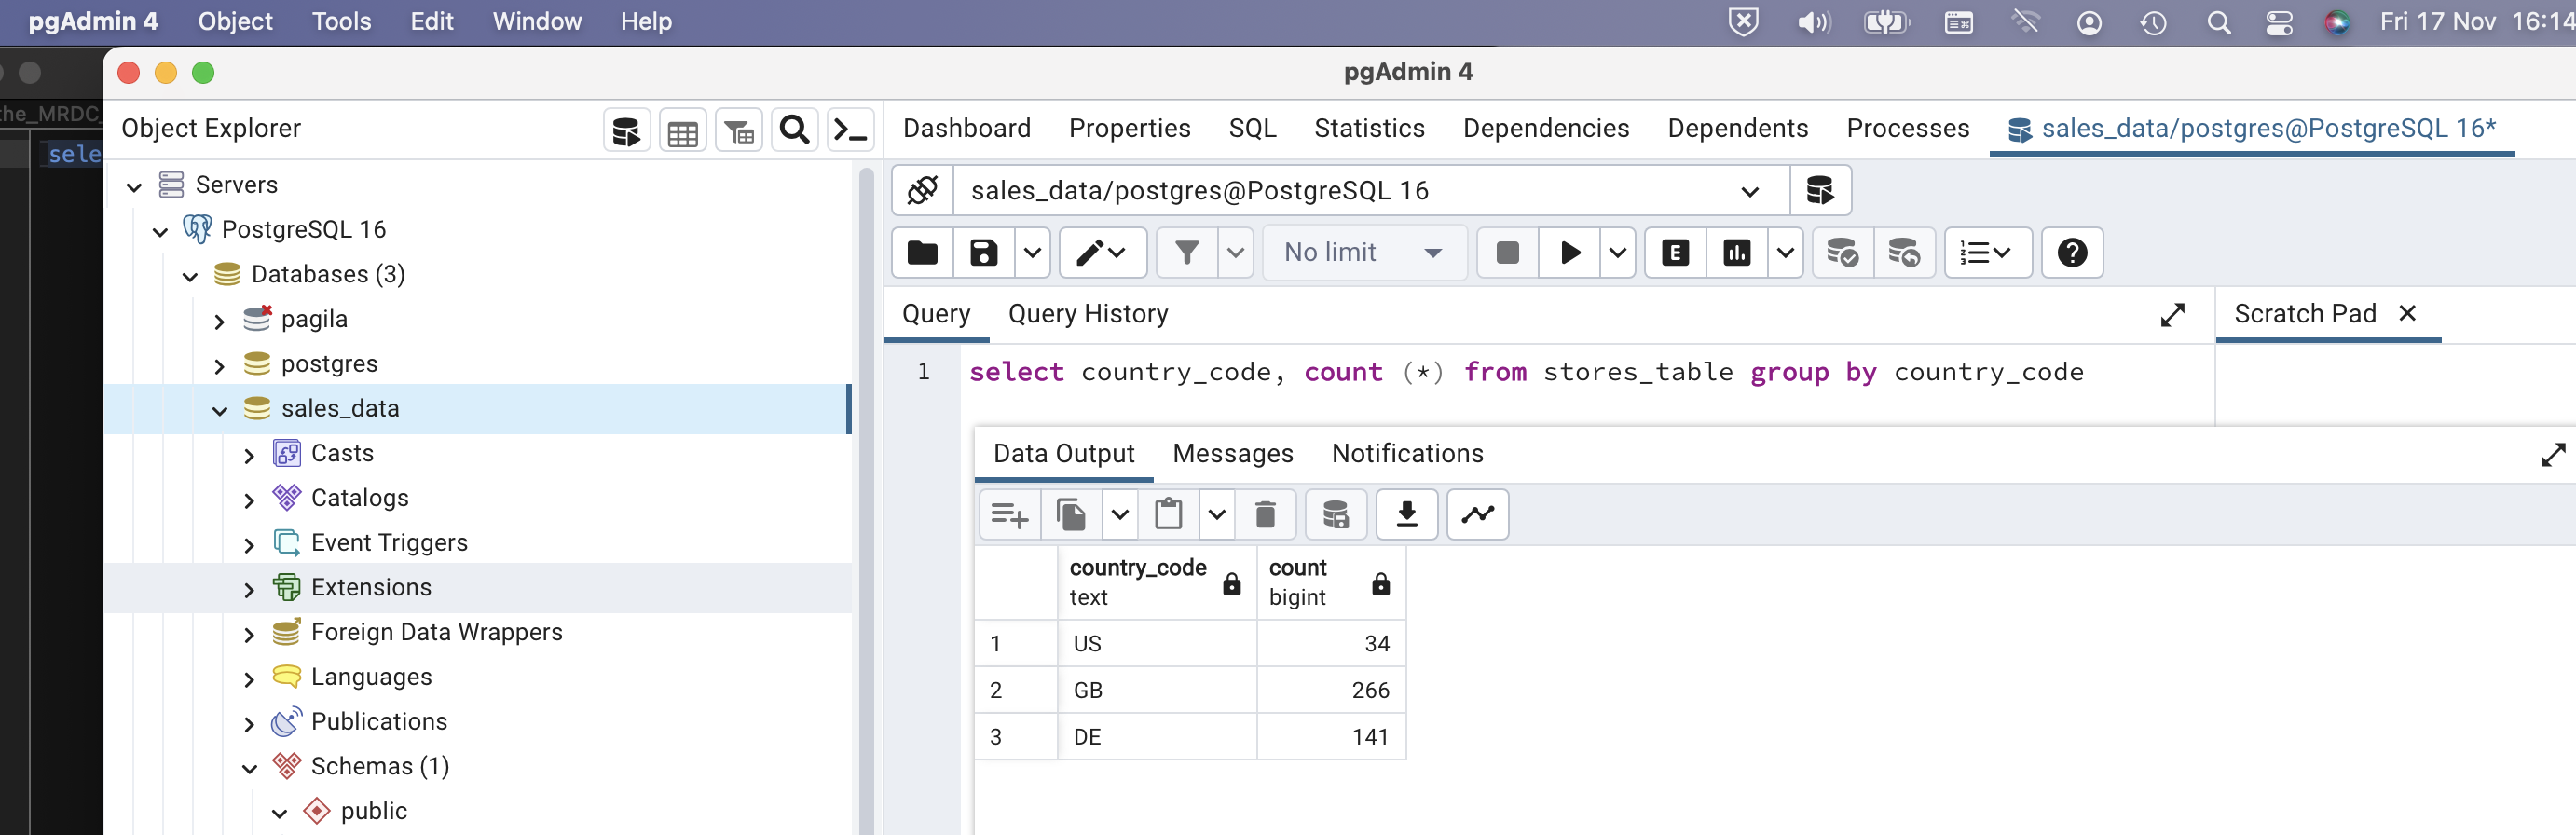 pgAdmin 4 Object Tools Edit Window Help Fri 17 Nov 16:14
pgAdmin 4
the_MRDC_
sele
Object Explorer
Dashboard Properties SQL Statistics Dependencies Dependents Processes sales_data/postgres@PostgreSQL 16*
Servers
PostgreSQL 16
Databases (3)
pagila
postgres
sales_data
Casts
Catalogs
Event Triggers
Extensions
Foreign Data Wrappers
Languages
Publications
Schemas (1)
public
sales_data/postgres@PostgreSQL 16
No limit
E
Query Query History
Scratch Pad
1 select country_code, count (*) from stores_table group by country_code
Data Output Messages Notifications
country_code count
text bigint
1 US 34
2 GB 266
3 DE 141